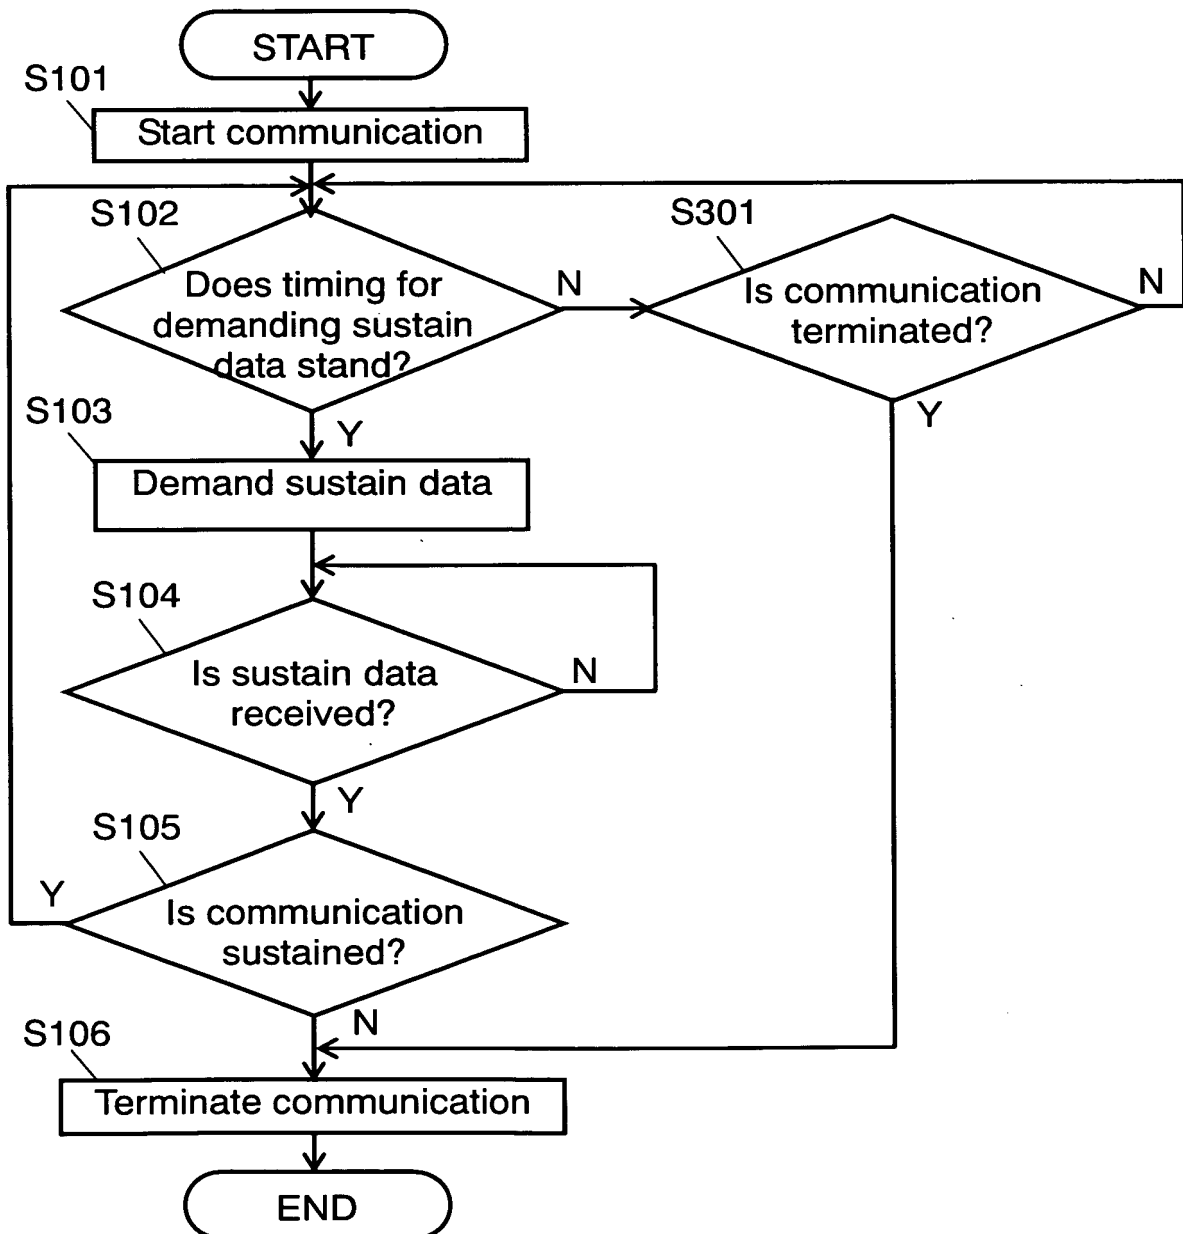 START
S101
Start communication
S102
Does timing for
demanding sustain
data stand?
N
S301
Is communication
terminated?
N
Y
S103
Y
Demand sustain data
S104
Is sustain data
received?
N
Y
S105
Y
Is communication
sustained?
N
S106
Terminate communication
END